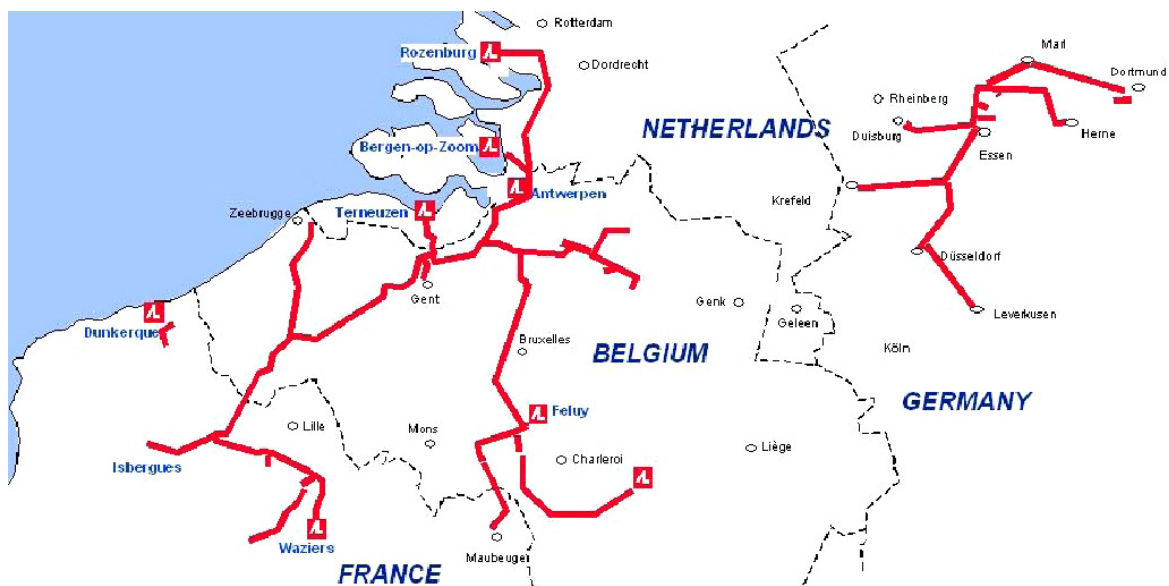 Rotterdam
Rozenburg
Dordrecht
Marl
Dortmund
Rheinberg
NETHERLANDS
Duisburg
Herne
Essen
Bergen-op-Zoom
Antwerpen
Krefeld
Zeebrugge
Terneuzen
Düsseldorf
Gent
Genk
Geleen
Leverkusen
Dunkerque
Bruxelles
BELGIUM
Köln
GERMANY
Feluy
Lille
Mons
Liège
Isbergues
Charleroi
Waziers
Maubeuger
FRANCE